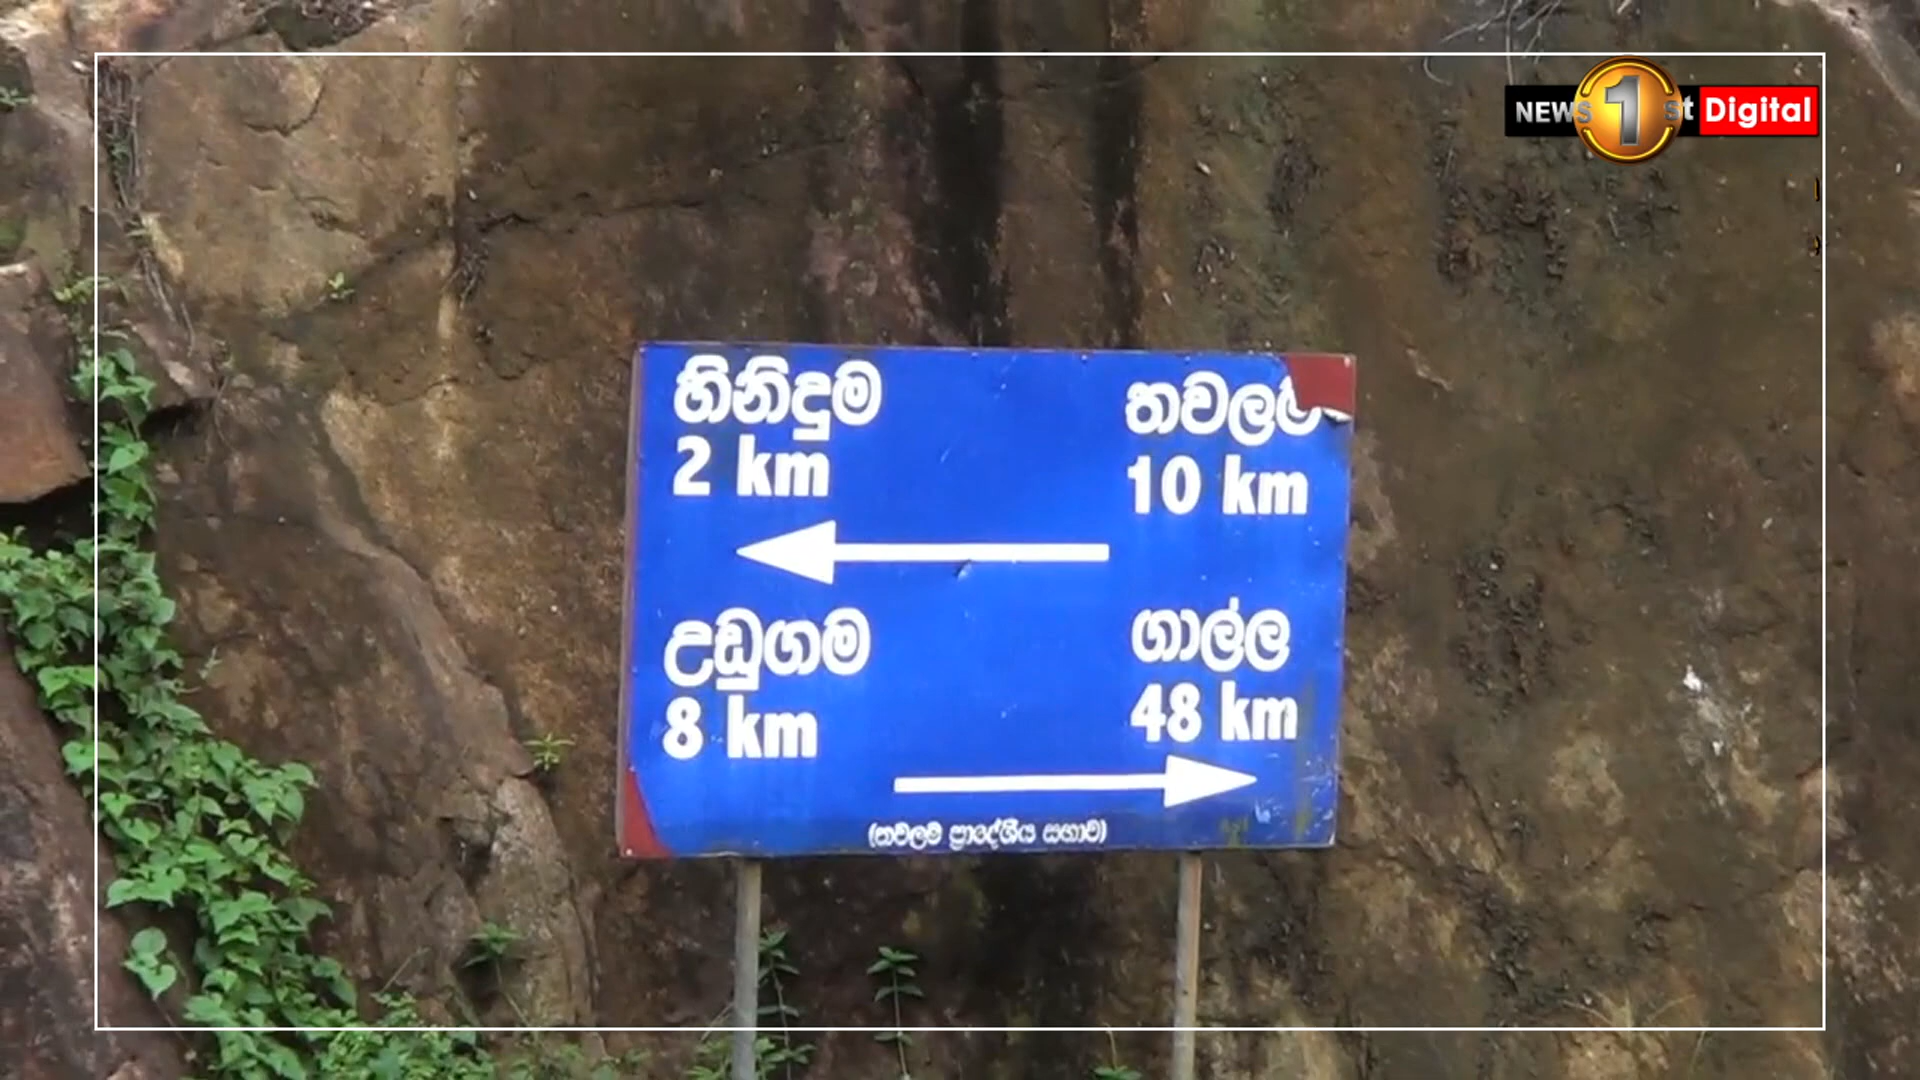 NEWS 1st Digital
හිනිදුම
2 km
තවලම
10 km
උඩුගම
8 km
ගාල්ල
48 km
(තවලම ප්‍රාදේශීය සභාව)